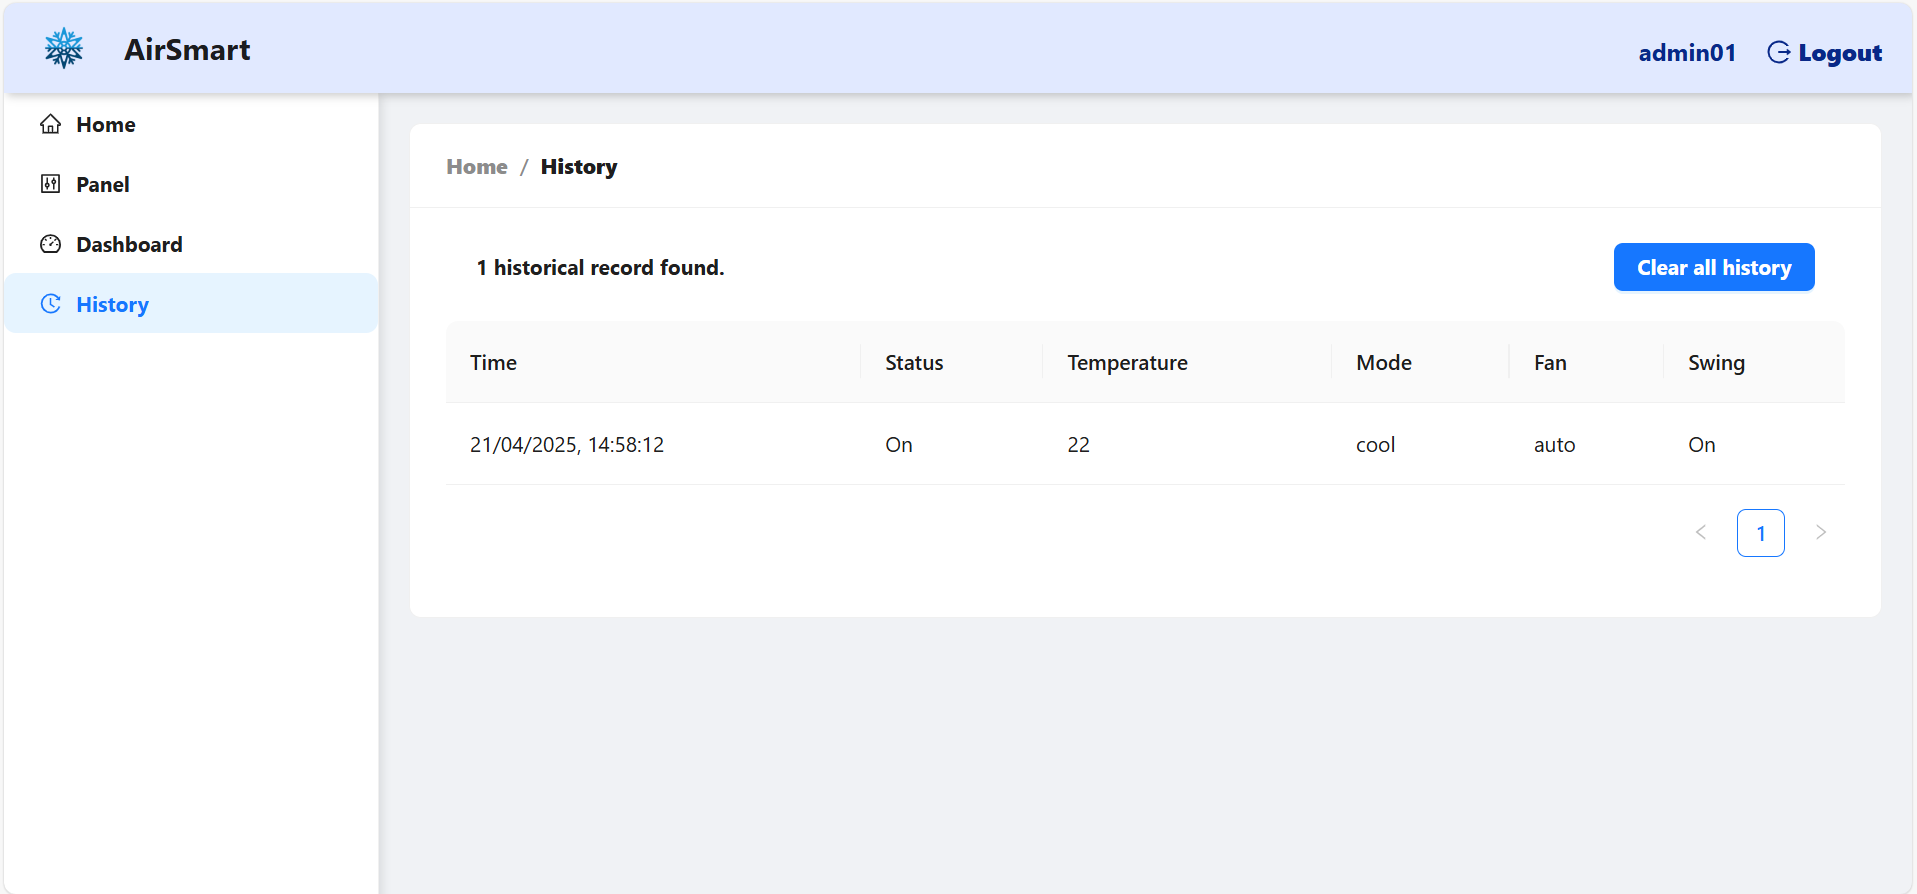 AirSmart
admin01 Logout
Home
Panel
Dashboard
History
Home / History
1 historical record found.
Clear all history
Time Status Temperature Mode Fan Swing
21/04/2025, 14:58:12 On 22 cool auto On
< 1 >